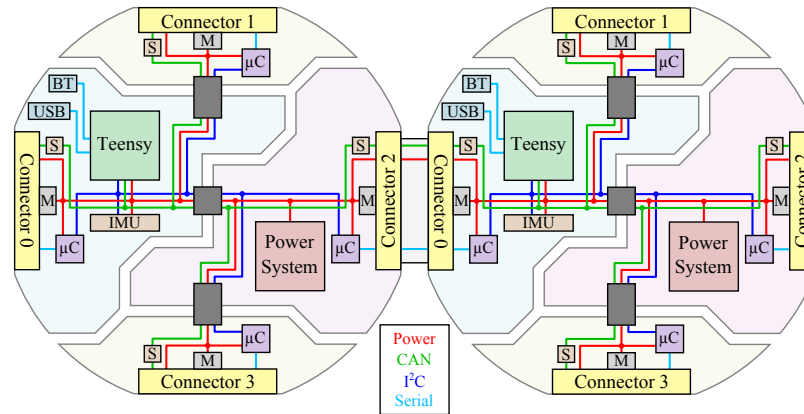 Connector 1
S
M
µC
BT
USB
Teensy
S
Connector 0
M
µC
IMU
Power
System
S
Connector 2
M
µC
S
M
µC
Connector 3
Power
CAN
I²C
Serial
Connector 1
S
M
µC
BT
USB
Teensy
S
Connector 0
M
µC
IMU
Power
System
S
Connector 2
M
µC
S
M
µC
Connector 3